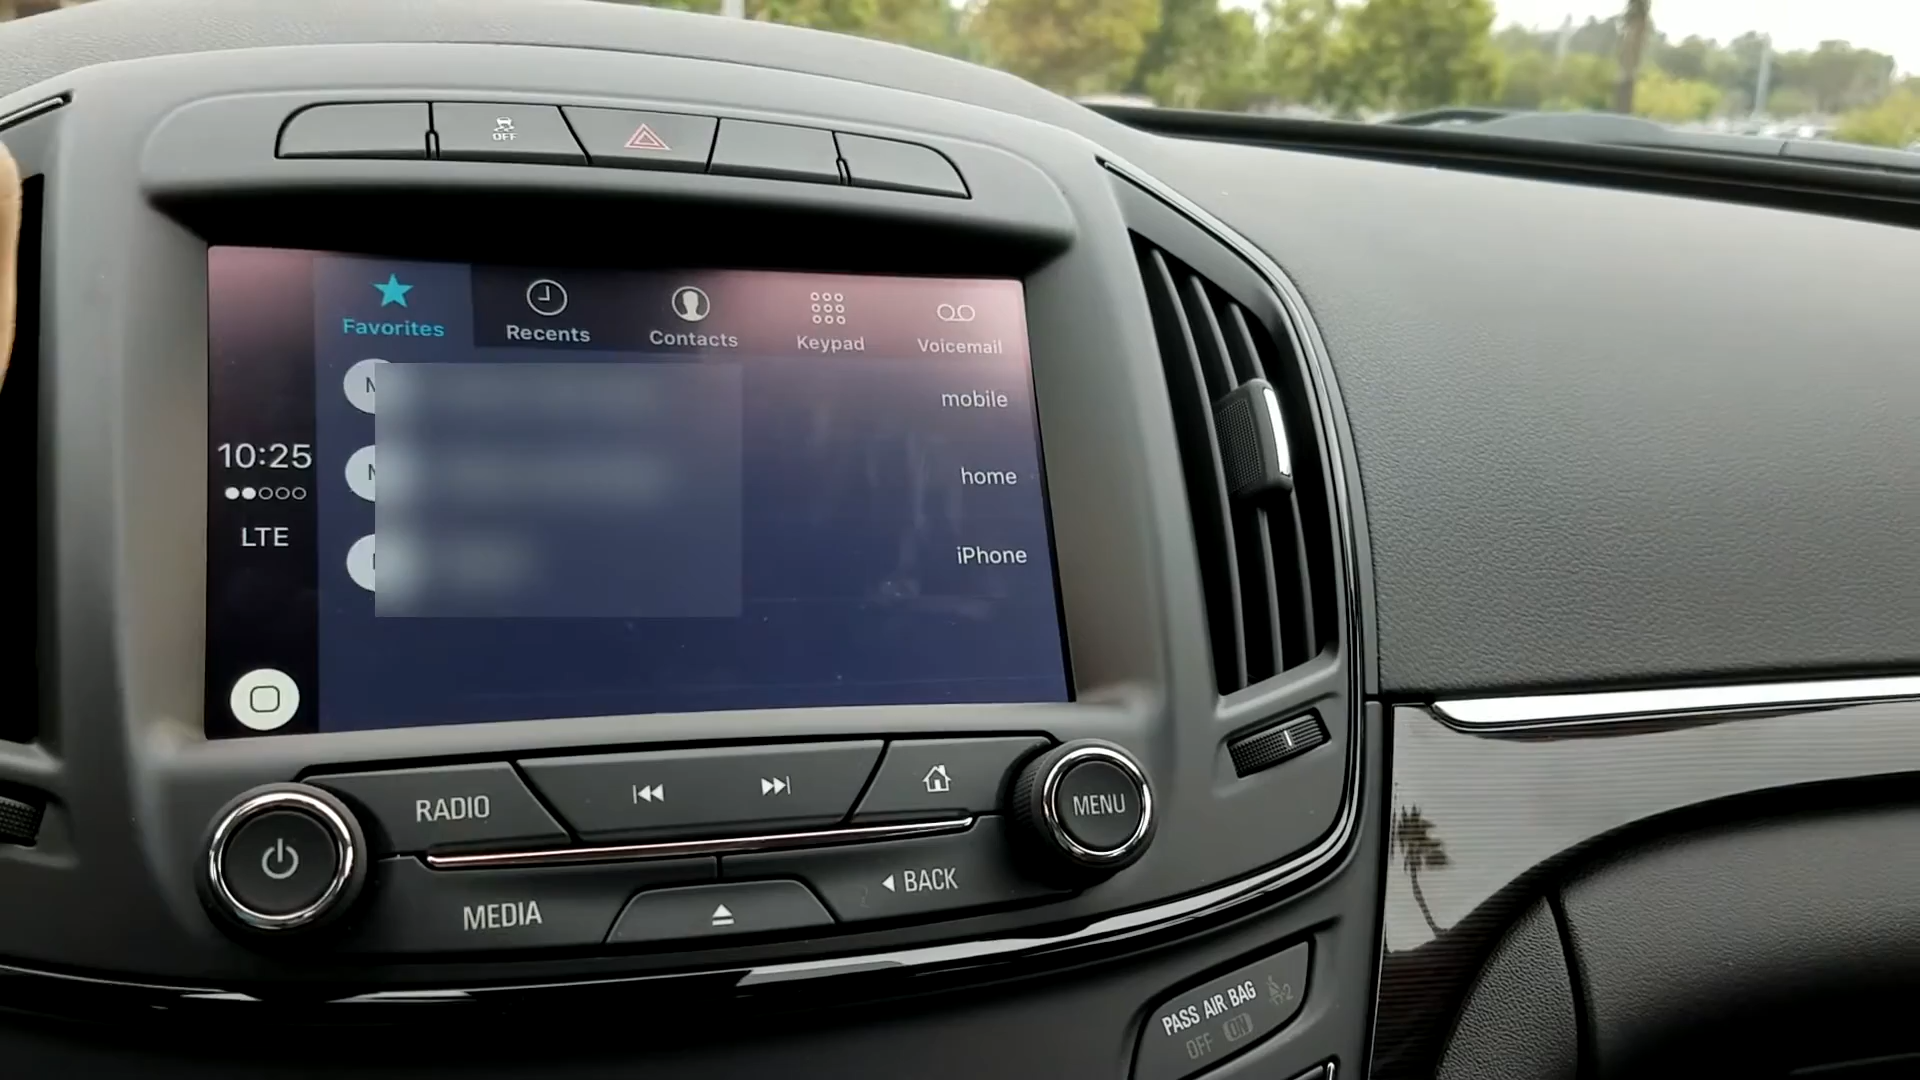 OFF
Favorites
Recents
Contacts
Keypad
Voicemail
mobile
home
iPhone
10:25
LTE
RADIO
MENU
MEDIA
BACK
PASS AIR BAG
OFF ON